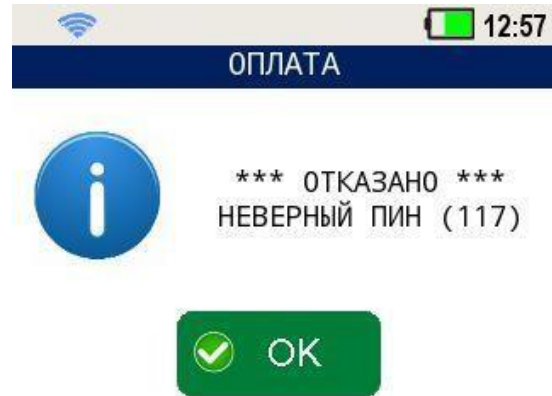 12:57
ОПЛАТА
*** ОТКАЗАНО ***
НЕВЕРНЫЙ ПИН (117)
OK